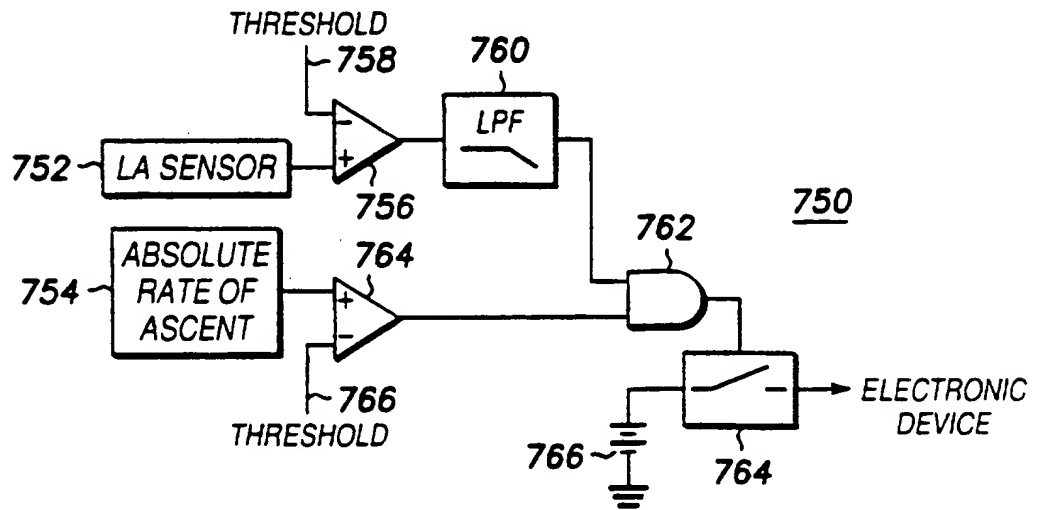 THRESHOLD
758
760
LPF
752
LA SENSOR
-
+
756
750
762
764
754
ABSOLUTE
RATE OF
ASCENT
+
-
766
THRESHOLD
ELECTRONIC
DEVICE
766
764